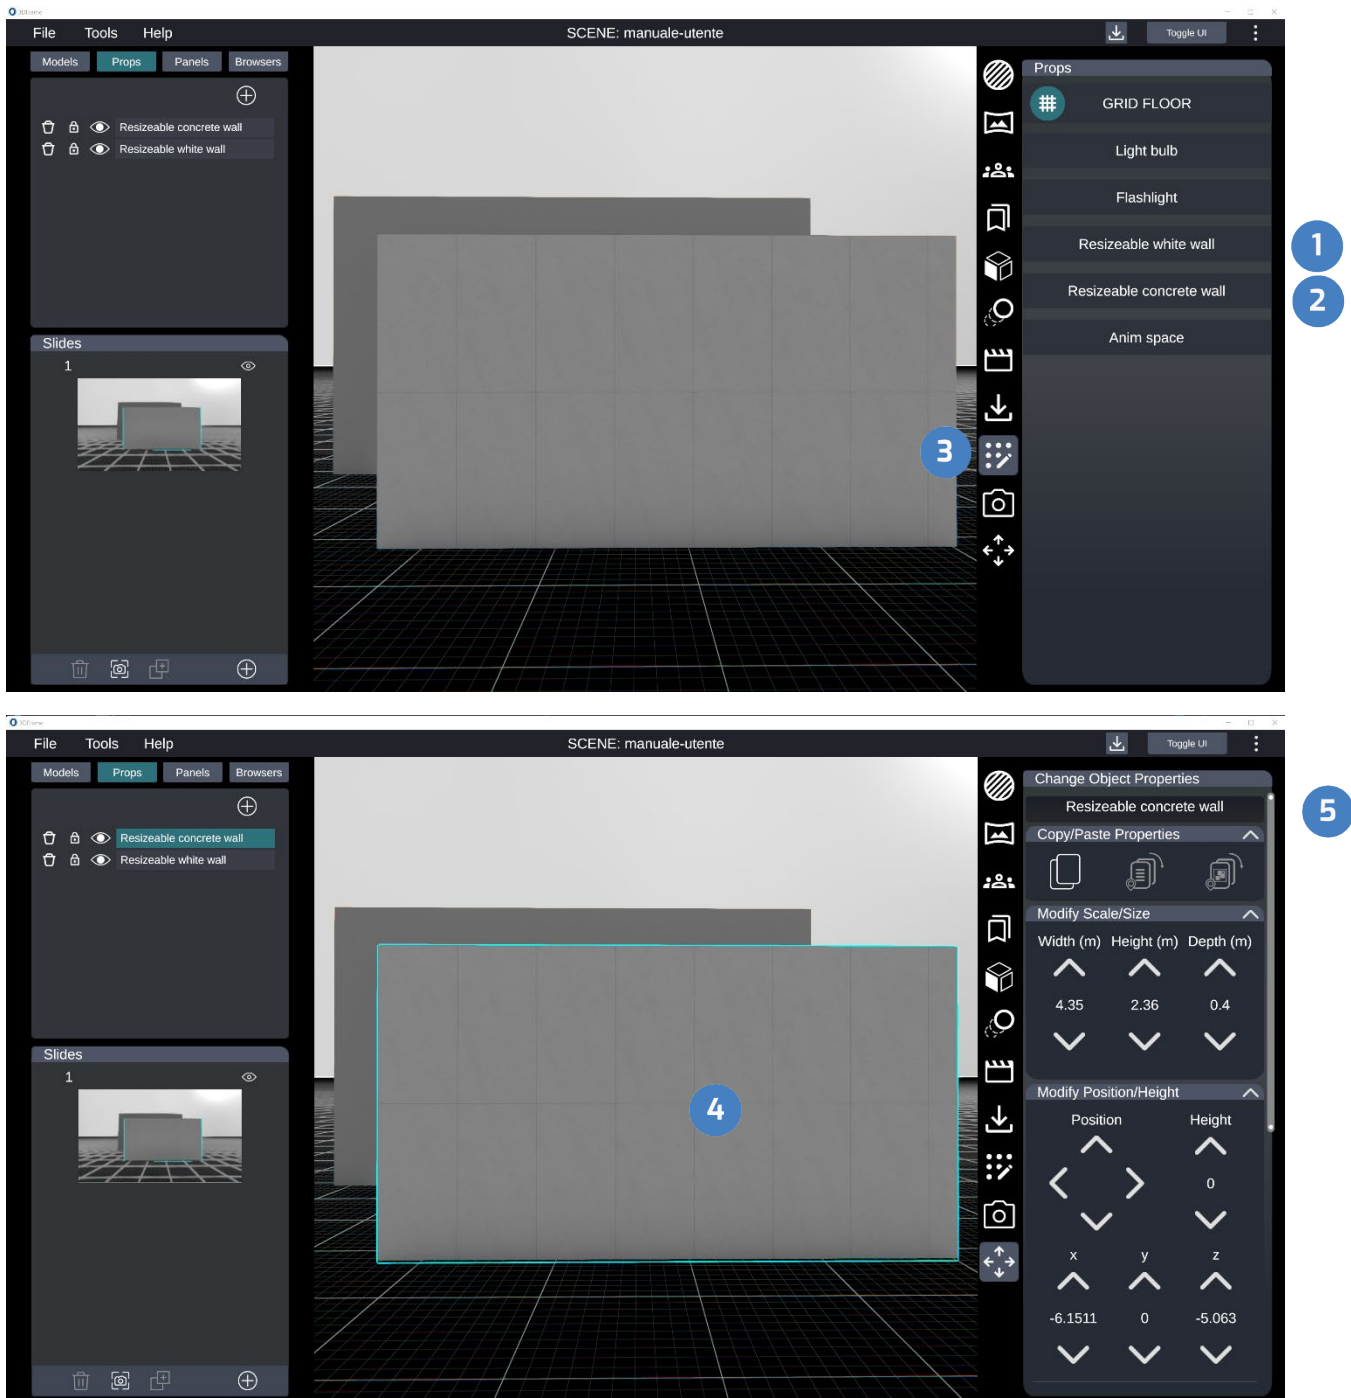 3DFrame
File Tools Help SCENE: manuale-utente Toggle UI
Models Props Panels Browsers
Resizeable concrete wall
Resizeable white wall
Slides
1
Props
GRID FLOOR
Light bulb
Flashlight
Resizeable white wall
Resizeable concrete wall
Anim space
1
2
3
3DFrame
File Tools Help SCENE: manuale-utente Toggle UI
Models Props Panels Browsers
Resizeable concrete wall
Resizeable white wall
Slides
1
4
Change Object Properties
Resizeable concrete wall
Copy/Paste Properties
Modify Scale/Size
Width (m) Height (m) Depth (m)
4.35 2.36 0.4
Modify Position/Height
Position Height
0
x y z
-6.1511 0 -5.063
5